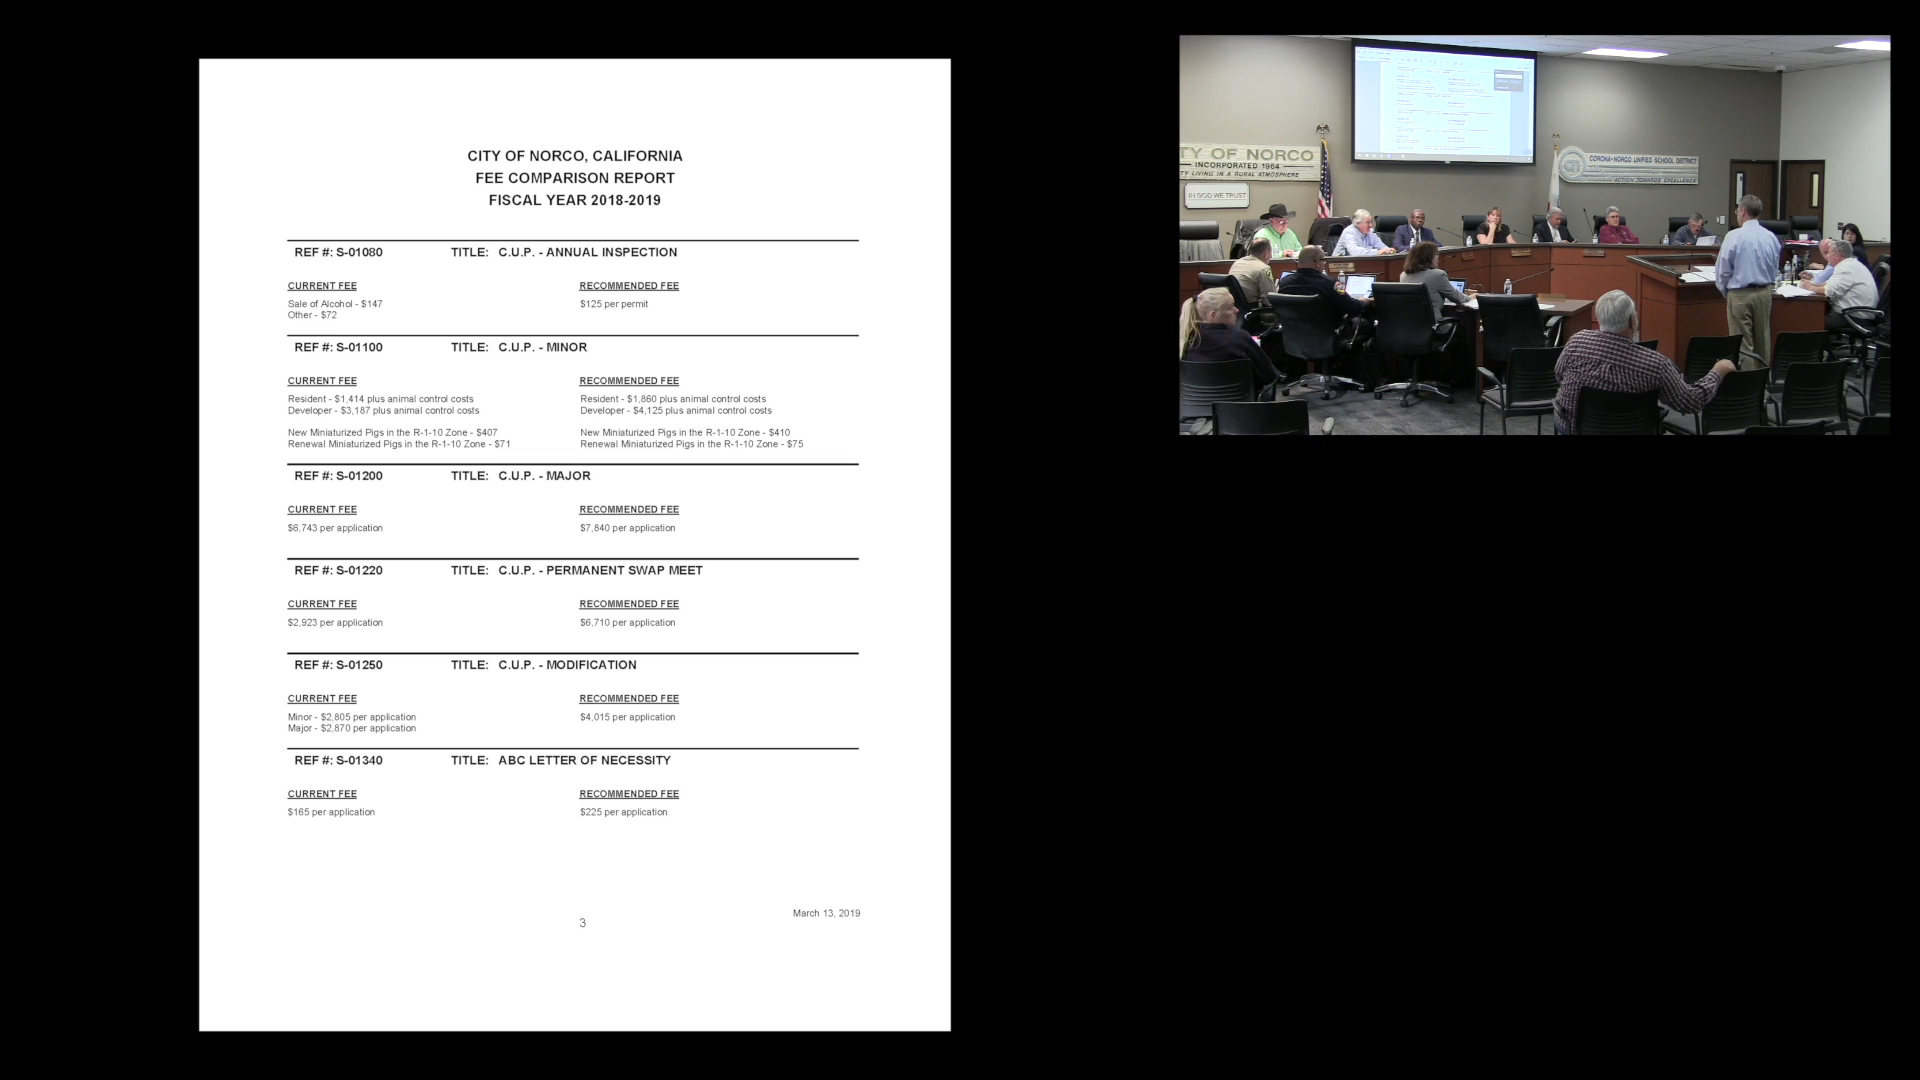 CITY OF NORCO, CALIFORNIA
FEE COMPARISON REPORT
FISCAL YEAR 2018-2019
REF #: S-01080 TITLE: C.U.P. - ANNUAL INSPECTION
CURRENT FEE RECOMMENDED FEE
Sale of Alcohol - $147 $125 per permit
Other - $72
REF #: S-01100 TITLE: C.U.P. - MINOR
CURRENT FEE RECOMMENDED FEE
Resident - $1,414 plus animal control costs Resident - $1,860 plus animal control costs
Developer - $3,187 plus animal control costs Developer - $4,125 plus animal control costs
New Miniaturized Pigs in the R-1-10 Zone - $407 New Miniaturized Pigs in the R-1-10 Zone - $410
Renewal Miniaturized Pigs in the R-1-10 Zone - $71 Renewal Miniaturized Pigs in the R-1-10 Zone - $75
REF #: S-01200 TITLE: C.U.P. - MAJOR
CURRENT FEE RECOMMENDED FEE
$6,743 per application $7,840 per application
REF #: S-01220 TITLE: C.U.P. - PERMANENT SWAP MEET
CURRENT FEE RECOMMENDED FEE
$2,923 per application $6,710 per application
REF #: S-01250 TITLE: C.U.P. - MODIFICATION
CURRENT FEE RECOMMENDED FEE
Minor - $2,805 per application $4,015 per application
Major - $2,870 per application
REF #: S-01340 TITLE: ABC LETTER OF NECESSITY
CURRENT FEE RECOMMENDED FEE
$165 per application $225 per application
March 13, 2019
3
TY OF NORCO
INCORPORATED 1964
TY LIVING IN A RURAL ATMOSPHERE
IN GOD WE TRUST
CORONA-NORCO UNIFIED SCHOOL DISTRICT
ACTION TOWARDS EXCELLENCE